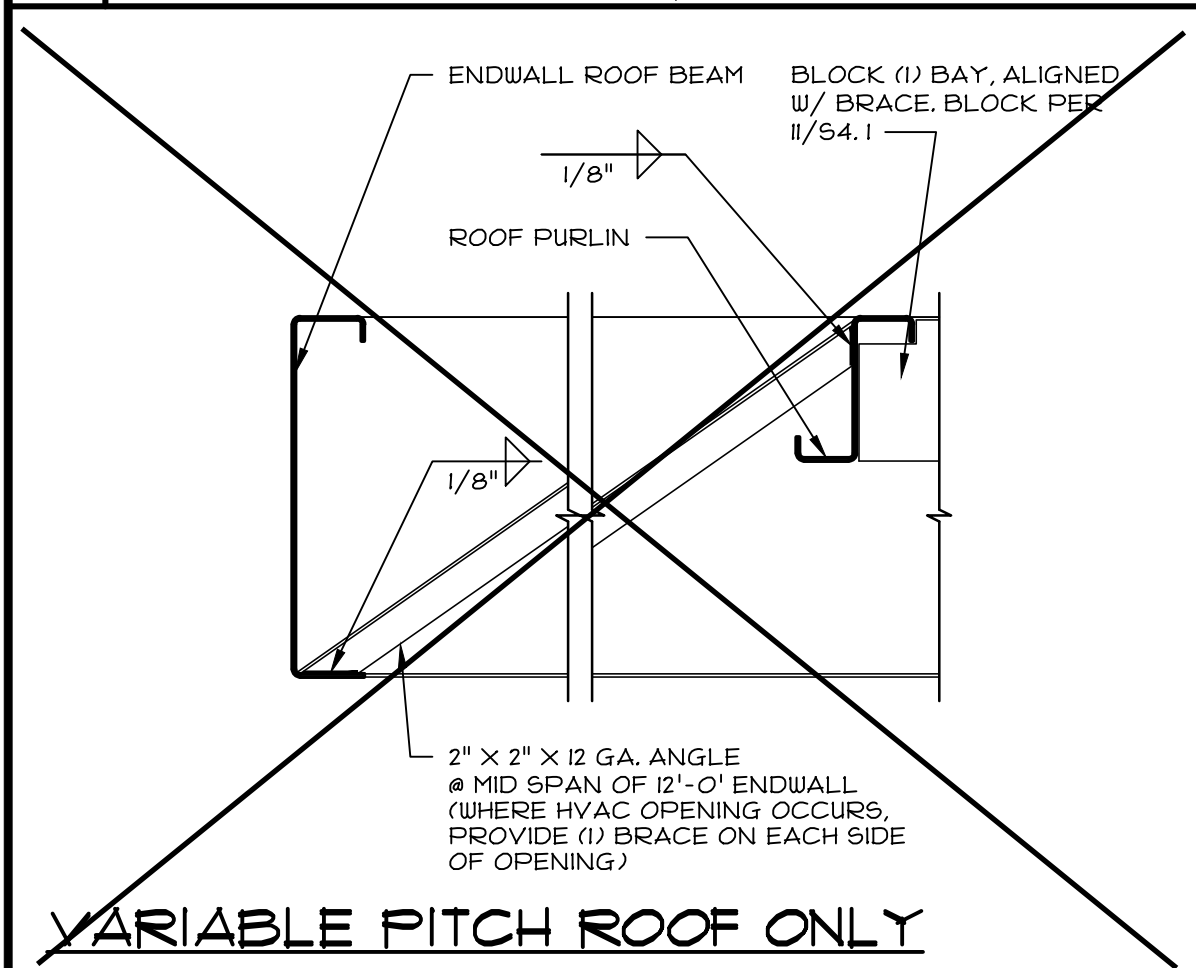 ENDWALL ROOF BEAM
BLOCK (1) BAY, ALIGNED
W/ BRACE. BLOCK PER
11/S4.1
1/8"
ROOF PURLIN
1/8"
2" X 2" X 12 GA. ANGLE
@ MID SPAN OF 12'-0' ENDWALL
(WHERE HVAC OPENING OCCURS,
PROVIDE (1) BRACE ON EACH SIDE
OF OPENING)
VARIABLE PITCH ROOF ONLY